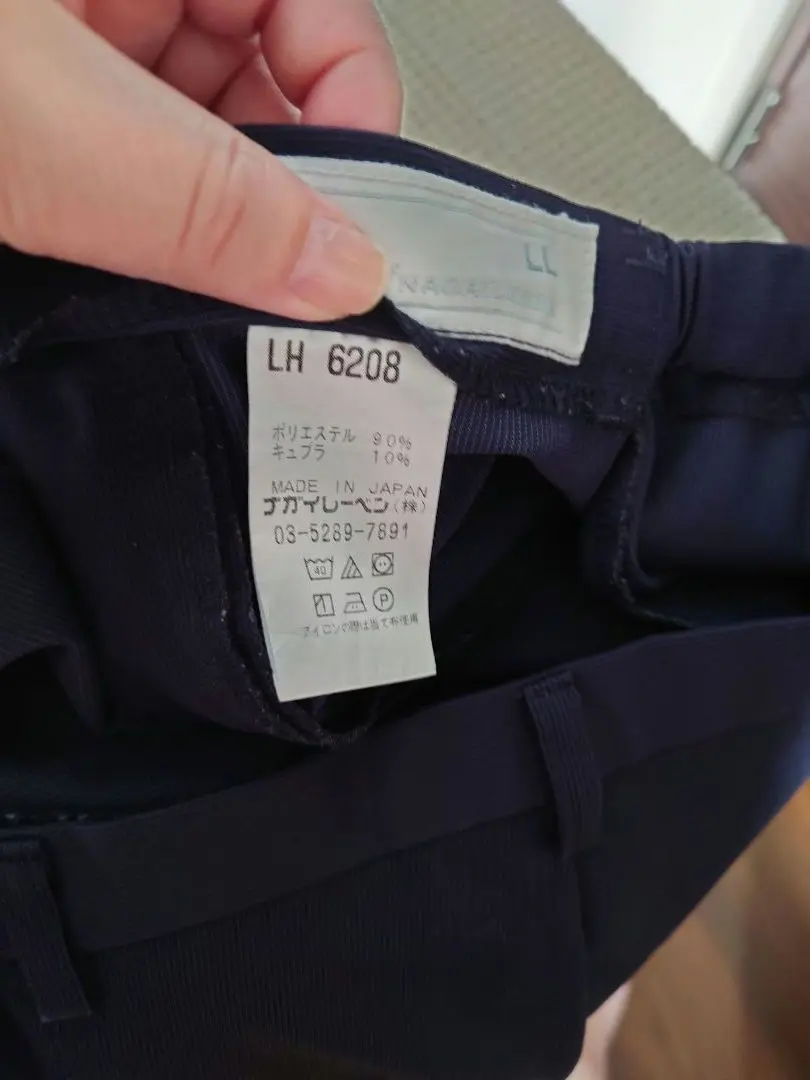 LL
LH 6208
ポリエステル 90%
キュプラ 10%
MADE IN JAPAN
ナガイレーベン(株)
03-5289-7891
40
P
アイロンの際は当て布使用